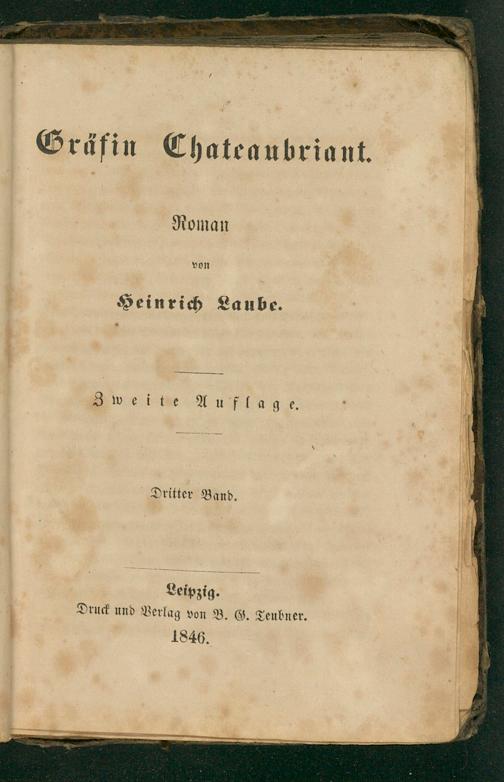 Gräfin Chateaubriant.
Roman
von
Heinrich Laube.
Zweite Auflage.
Dritter Band.
Leipzig.
Druck und Verlag von B. G. Teubner.
1846.